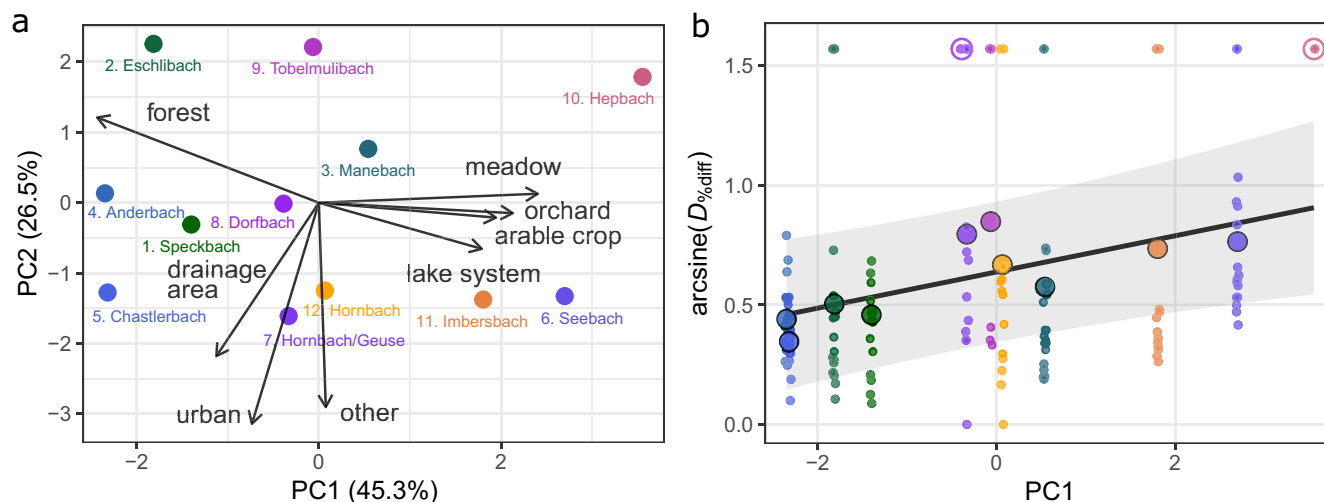 a
PC2 (26.5%)
2
1
0
−1
−2
−3
2. Eschlibach
9. Tobelmulibach
10. Hepbach
forest
3. Manebach
meadow
4. Anderbach
8. Dorfbach
orchard
1. Speckbach
arable crop
drainage
area
lake system
5. Chastlerbach
12. Hornbach
11. Imbersbach
6. Seebach
7. Hornbach/Geuse
urban
other
−2
0
2
PC1 (45.3%)
b
arcsine(D%diff)
1.5
1.0
0.5
0.0
−2
0
2
PC1